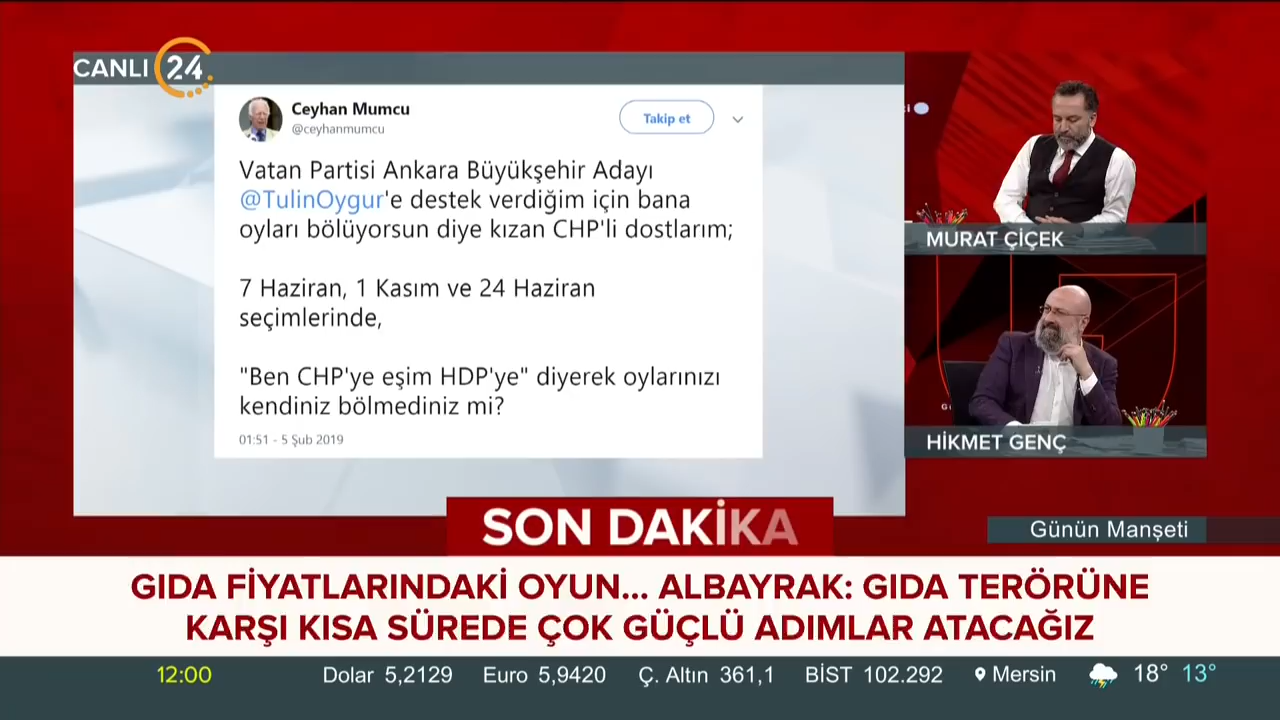 CANLI 24
Ceyhan Mumcu
@ceyhanmumcu
Takip et
Vatan Partisi Ankara Büyükşehir Adayı
@TulinOygur'e destek verdiğim için bana
oyları bölüyorsun diye kızan CHP'li dostlarım;
7 Haziran, 1 Kasım ve 24 Haziran
seçimlerinde,
"Ben CHP'ye eşim HDP'ye" diyerek oylarınızı
kendiniz bölmediniz mi?
01:51 - 5 Şub 2019
MURAT ÇİÇEK
HİKMET GENÇ
SON DAKİKA
Günün Manşeti
GIDA FİYATLARINDAKİ OYUN... ALBAYRAK: GIDA TERÖRÜNE
KARŞI KISA SÜREDE ÇOK GÜÇLÜ ADIMLAR ATACAĞIZ
12:00 Dolar 5,2129 Euro 5,9420 Ç. Altın 361,1 BİST 102.292 Mersin 18° 13°